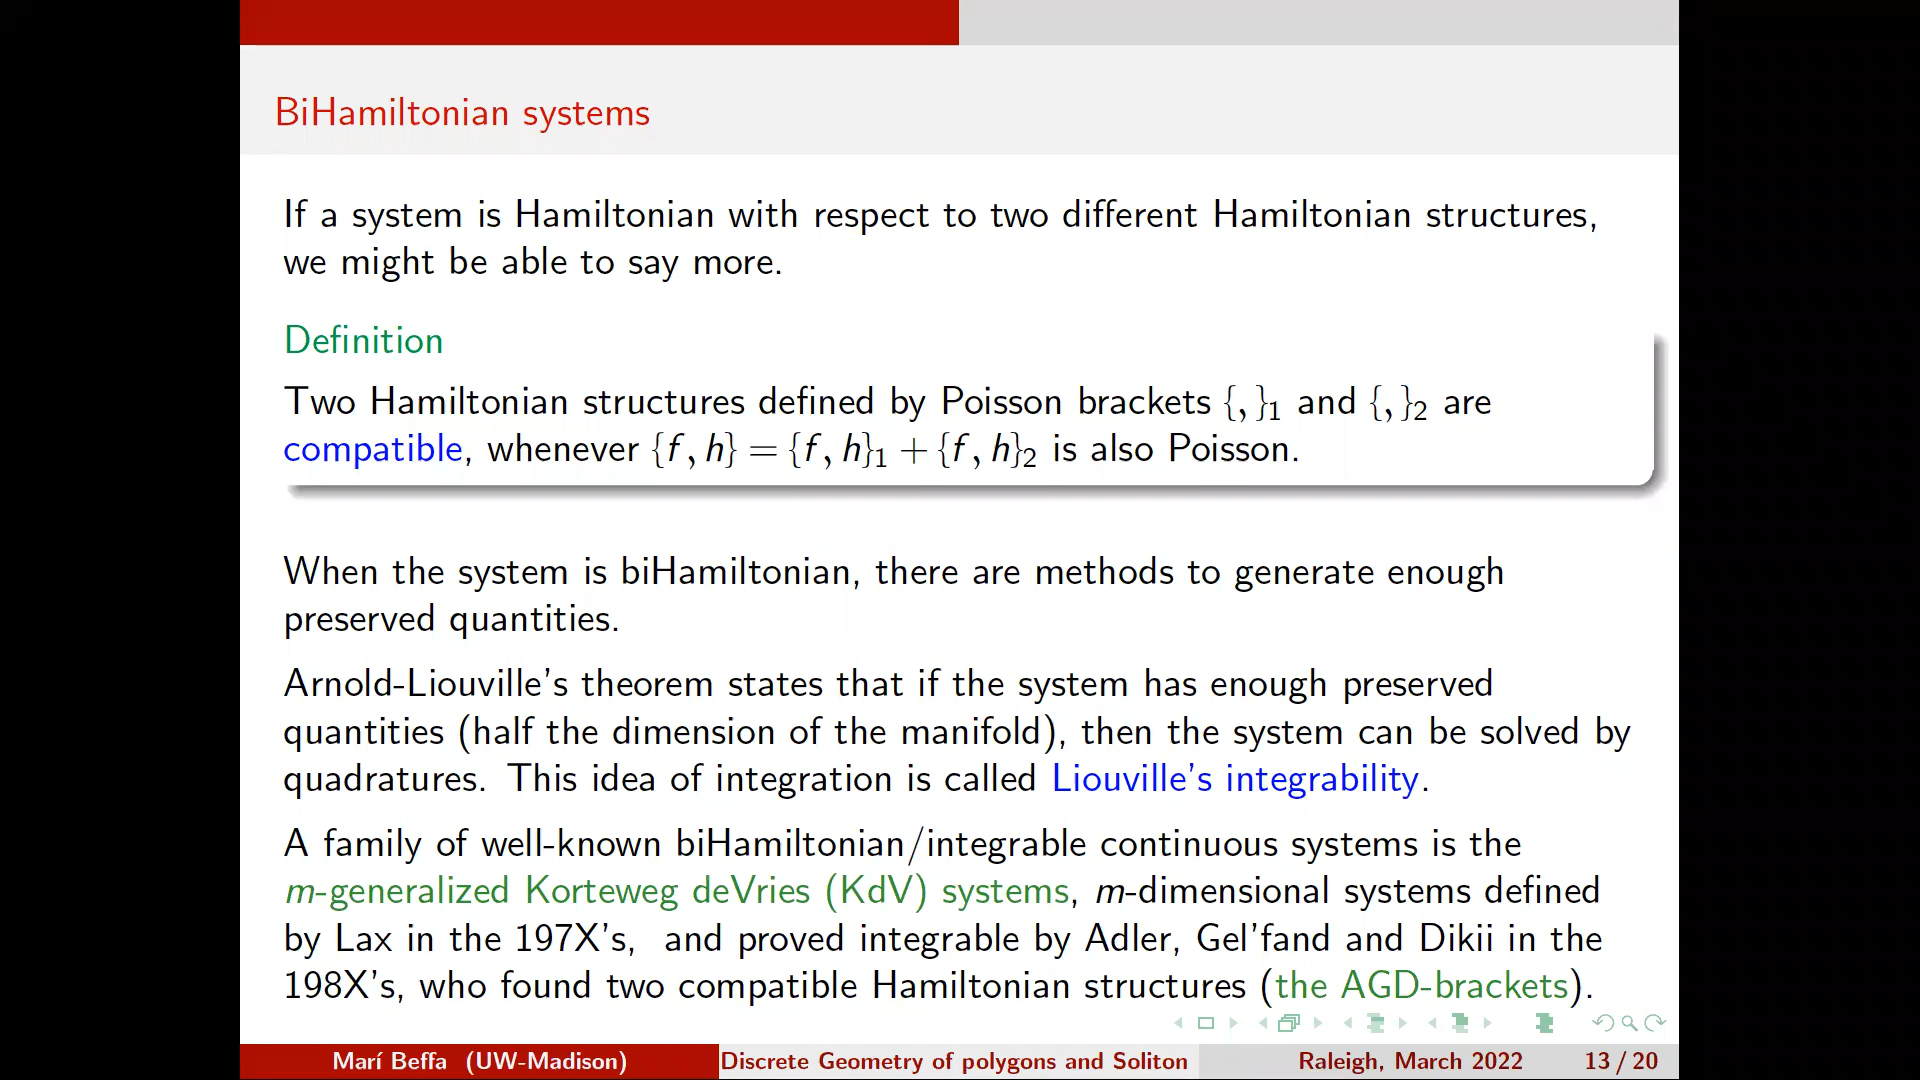 BiHamiltonian systems
If a system is Hamiltonian with respect to two different Hamiltonian structures,
we might be able to say more.
Definition
Two Hamiltonian structures defined by Poisson brackets {,}₁ and {,}₂ are
compatible, whenever {f, h} = {f, h}₁ + {f, h}₂ is also Poisson.
When the system is biHamiltonian, there are methods to generate enough
preserved quantities.
Arnold-Liouville's theorem states that if the system has enough preserved
quantities (half the dimension of the manifold), then the system can be solved by
quadratures. This idea of integration is called Liouville's integrability.
A family of well-known biHamiltonian/integrable continuous systems is the
m-generalized Korteweg deVries (KdV) systems, m-dimensional systems defined
by Lax in the 197X's, and proved integrable by Adler, Gel'fand and Dikii in the
198X's, who found two compatible Hamiltonian structures (the AGD-brackets).
Marí Beffa (UW-Madison) Discrete Geometry of polygons and Soliton Raleigh, March 2022 13 / 20